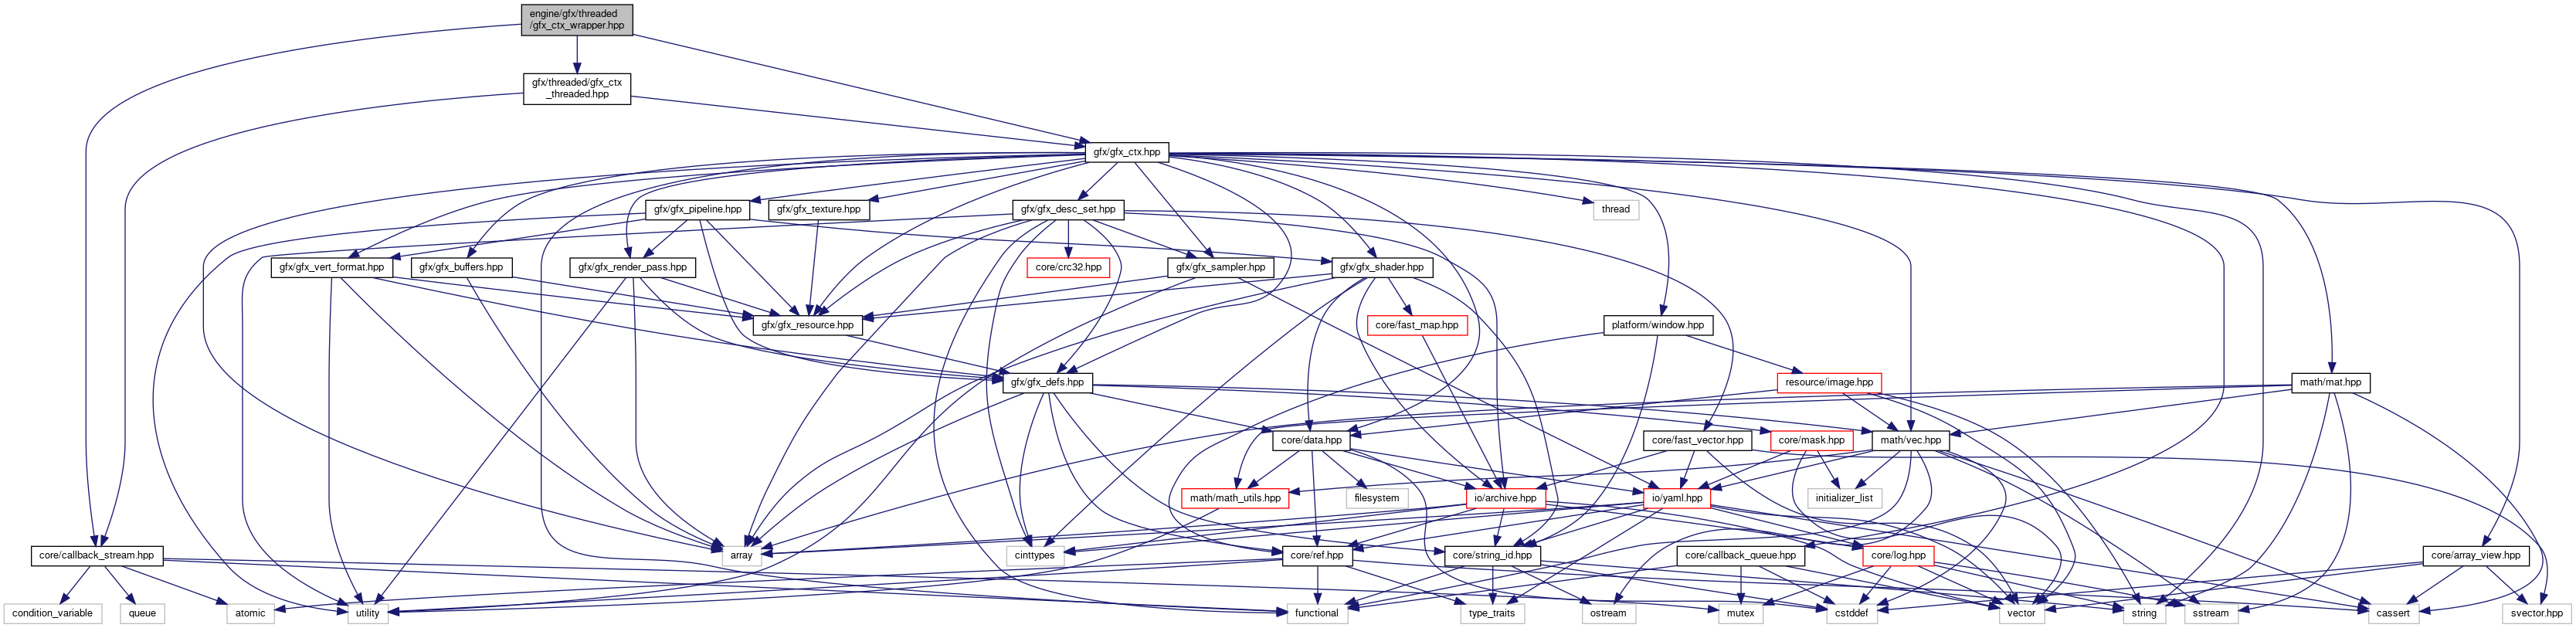 engine/gfx/threaded
/gfx_ctx_wrapper.hpp
gfx/threaded/gfx_ctx
_threaded.hpp
gfx/gfx_ctx.hpp
gfx/gfx_pipeline.hpp
gfx/gfx_texture.hpp
gfx/gfx_desc_set.hpp
thread
gfx/gfx_vert_format.hpp
gfx/gfx_buffers.hpp
gfx/gfx_render_pass.hpp
core/crc32.hpp
gfx/gfx_sampler.hpp
gfx/gfx_shader.hpp
gfx/gfx_resource.hpp
core/fast_map.hpp
platform/window.hpp
gfx/gfx_defs.hpp
resource/image.hpp
math/mat.hpp
core/data.hpp
core/fast_vector.hpp
core/mask.hpp
math/vec.hpp
math/math_utils.hpp
filesystem
io/archive.hpp
io/yaml.hpp
initializer_list
core/callback_stream.hpp
array
cinttypes
core/ref.hpp
core/string_id.hpp
core/callback_queue.hpp
core/log.hpp
core/array_view.hpp
condition_variable
queue
atomic
utility
functional
type_traits
ostream
mutex
cstddef
vector
string
sstream
cassert
svector.hpp